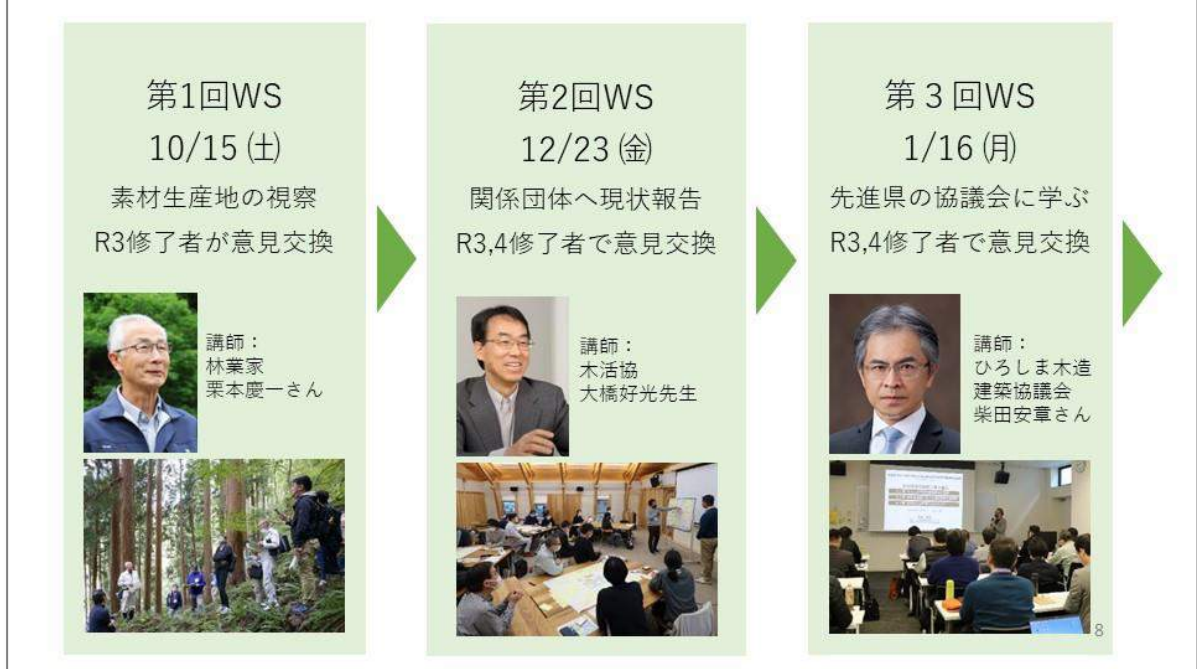 第1回WS
10/15 ㈯
素材生産地の視察
R3修了者が意見交換
講師：
林業家
栗本慶一さん
第2回WS
12/23 ㈮
関係団体へ現状報告
R3,4修了者で意見交換
講師：
木活協
大橋好光先生
第３回WS
1/16 ㈪
先進県の協議会に学ぶ
R3,4修了者で意見交換
講師：
ひろしま木造
建築協議会
柴田安章さん
8